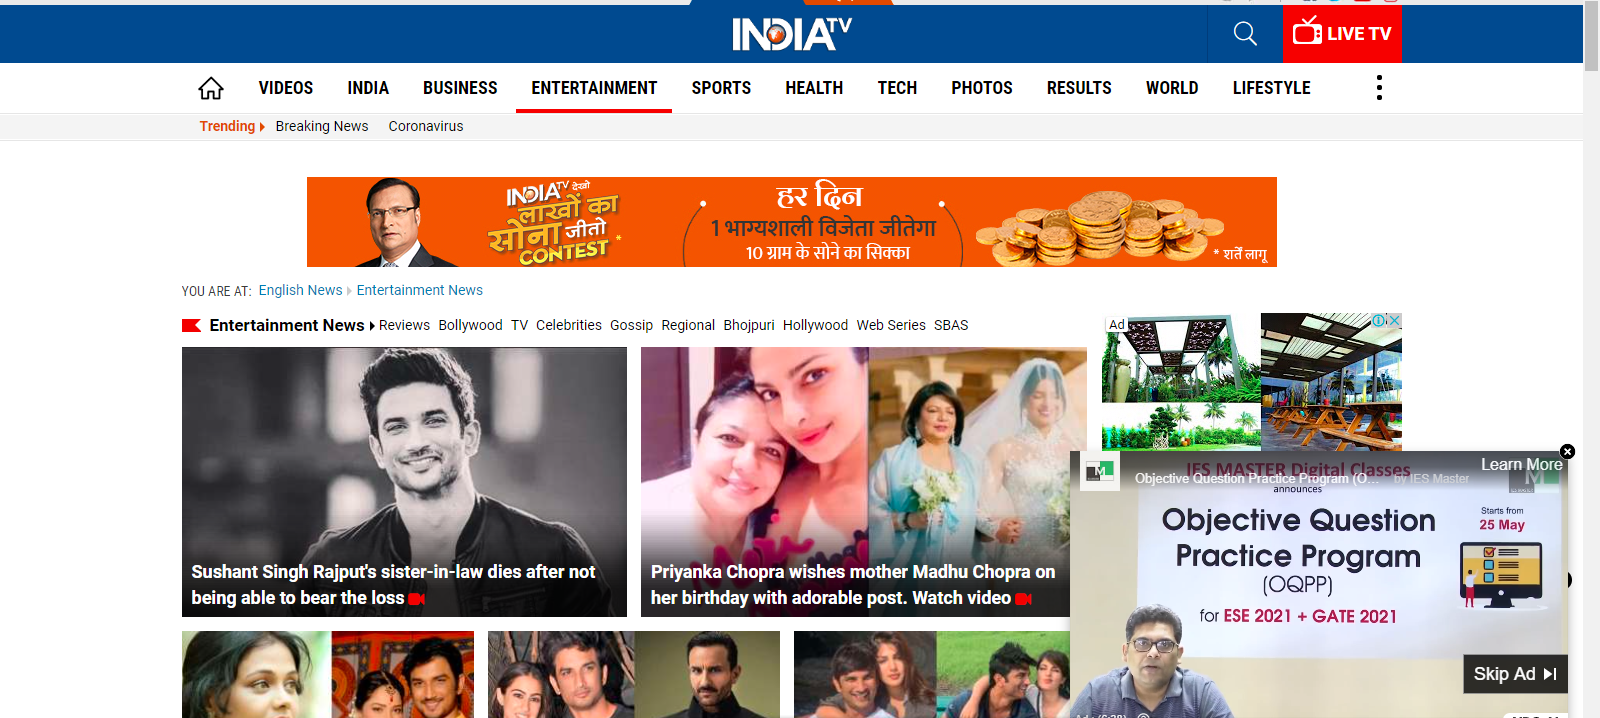 INDIA TV
LIVE TV
VIDEOS INDIA BUSINESS ENTERTAINMENT SPORTS HEALTH TECH PHOTOS RESULTS WORLD LIFESTYLE
Trending Breaking News Coronavirus
INDIA TV देखो
लाखों का
सोना जीतो
CONTEST *
हर दिन
1 भाग्यशाली विजेता जीतेगा
10 ग्राम के सोने का सिक्का
* शर्तें लागू
YOU ARE AT: English News Entertainment News
Entertainment News Reviews Bollywood TV Celebrities Gossip Regional Bhojpuri Hollywood Web Series SBAS
Sushant Singh Rajput's sister-in-law dies after not
being able to bear the loss
Priyanka Chopra wishes mother Madhu Chopra on
her birthday with adorable post. Watch video
Ad
IES MASTER Digital Classes
Learn More
Objective Question Practice Program (O... by IES Master
announces
Objective Question
Practice Program
(OQPP)
for ESE 2021 + GATE 2021
Starts from
25 May
Skip Ad